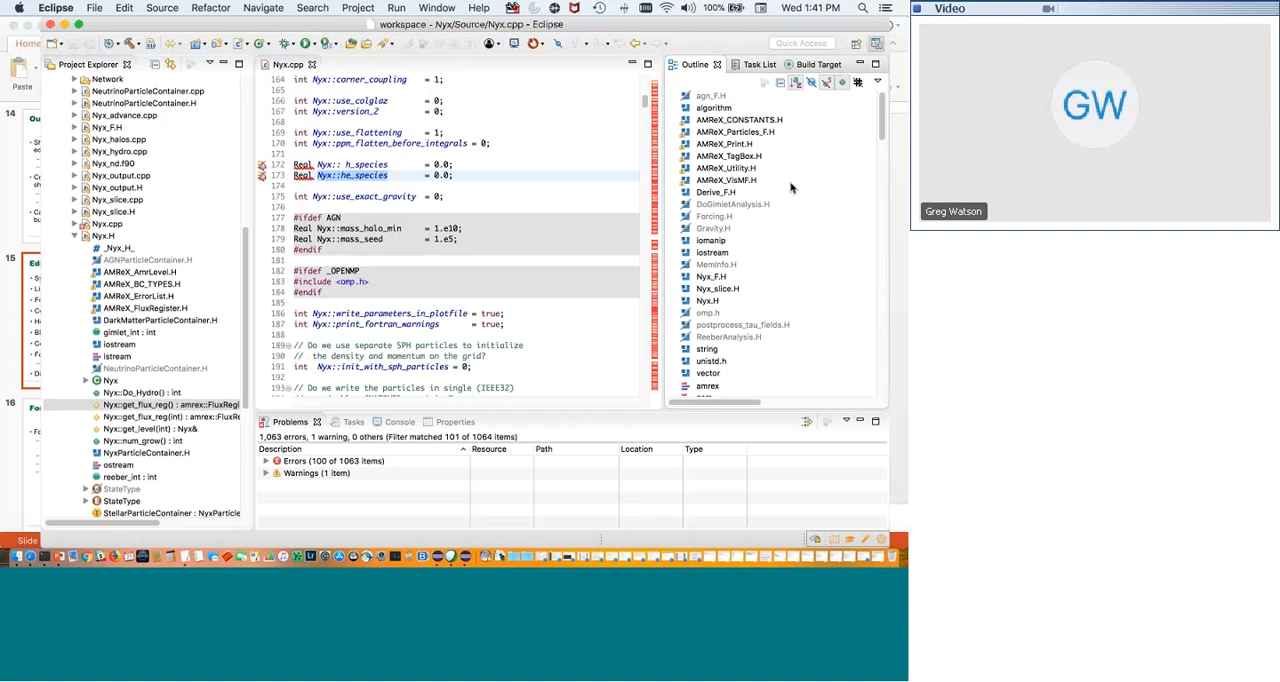 Eclipse File Edit Source Refactor Navigate Search Project Run Window Help 100% Wed 1:41 PM
Video
workspace - Nyx/Source/Nyx.cpp - Eclipse
Home
Quick Access
Paste
Project Explorer
Nyx.cpp
Outline Task List Build Target
Network
NeutrinoParticleContainer.cpp
NeutrinoParticleContainer.H
Nyx_advance.cpp
Nyx_F.H
Nyx_halos.cpp
Nyx_hydro.cpp
Nyx_nd.f90
Nyx_output.cpp
Nyx_output.H
Nyx_slice.cpp
Nyx_slice.H
Nyx.cpp
Nyx.H
_Nyx_H_
AGNParticleContainer.H
AMReX_AmrLevel.H
AMReX_BC_TYPES.H
AMReX_ErrorList.H
AMReX_FluxRegister.H
DarkMatterParticleContainer.H
gimlet_int : int
iostream
istream
NeutrinoParticleContainer.H
Nyx
Nyx::Do_Hydro() : int
Nyx::get_flux_reg() : amrex::FluxRegi
Nyx::get_flux_reg(int) : amrex::FluxRe
Nyx::get_level(int) : Nyx&
Nyx::num_grow() : int
NyxParticleContainer.H
ostream
reeber_int : int
StateType
StateType
StellarParticleContainer : NyxParticle
164 int Nyx::corner_coupling = 1;
165
166 int Nyx::use_colglaz = 0;
167 int Nyx::version_2 = 0;
168
169 int Nyx::use_flattening = 1;
170 int Nyx::ppm_flatten_before_integrals = 0;
171
172 Real Nyx:: h_species = 0.0;
173 Real Nyx::he_species = 0.0;
174
175 int Nyx::use_exact_gravity = 0;
176
177 #ifdef AGN
178 Real Nyx::mass_halo_min = 1.e10;
179 Real Nyx::mass_seed = 1.e5;
180 #endif
181
182 #ifdef _OPENMP
183 #include <omp.h>
184 #endif
185
186 int Nyx::write_parameters_in_plotfile = true;
187 int Nyx::print_fortran_warnings = true;
188
189 // Do we use separate SPH particles to initialize
190 // the density and momentum on the grid?
191 int Nyx::init_with_sph_particles = 0;
192
193 // Do we write the particles in single (IEEE32)
agn_F.H
algorithm
AMReX_CONSTANTS.H
AMReX_Particles_F.H
AMReX_Print.H
AMReX_TagBox.H
AMReX_Utility.H
AMReX_VisMF.H
Derive_F.H
DoGimletAnalysis.H
Forcing.H
Gravity.H
iomanip
iostream
MemInfo.H
Nyx_F.H
Nyx_slice.H
Nyx.H
omp.h
postprocess_tau_fields.H
ReeberAnalysis.H
string
unistd.h
vector
amrex
Problems Tasks Console Properties
1,063 errors, 1 warning, 0 others (Filter matched 101 of 1064 items)
Description Resource Path Location Type
Errors (100 of 1063 items)
Warnings (1 item)
14
15
16
Slide
GW
Greg Watson